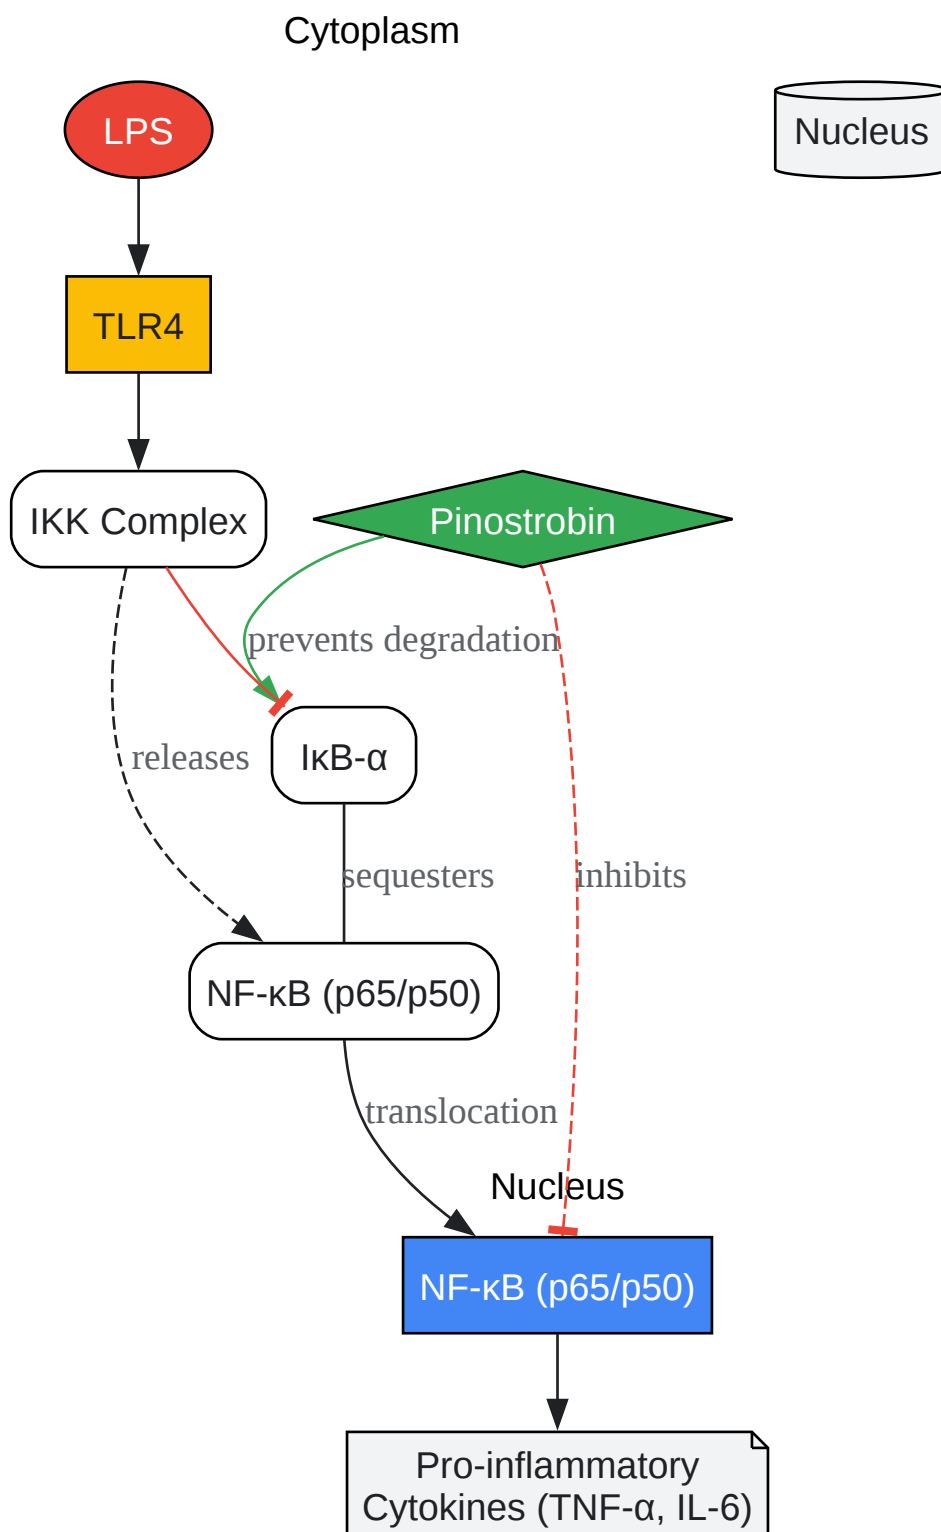 Cytoplasm
LPS
Nucleus
TLR4
IKK Complex
Pinostrobin
prevents degradation
releases
IκB-α
sequesters
inhibits
NF-κB (p65/p50)
translocation
Nucleus
NF-κB (p65/p50)
Pro-inflammatory
Cytokines (TNF-α, IL-6)